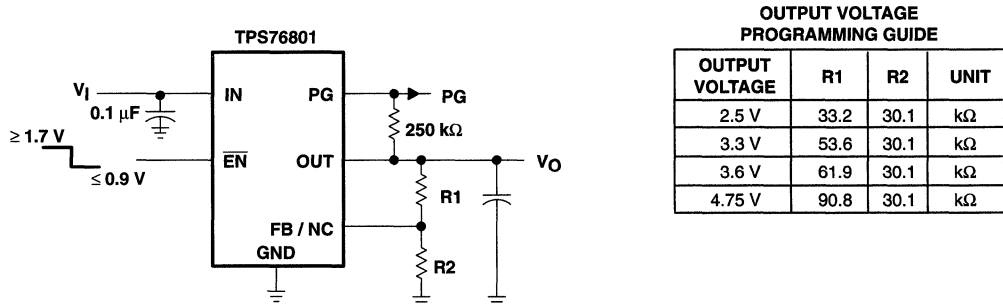 TPS76801
VI
0.1 µF
≥ 1.7 V
≤ 0.9 V
IN
EN
PG
OUT
FB / NC
GND
PG
250 kΩ
VO
R1
R2
OUTPUT VOLTAGE
PROGRAMMING GUIDE
OUTPUT
VOLTAGE R1 R2 UNIT
2.5 V 33.2 30.1 kΩ
3.3 V 53.6 30.1 kΩ
3.6 V 61.9 30.1 kΩ
4.75 V 90.8 30.1 kΩ